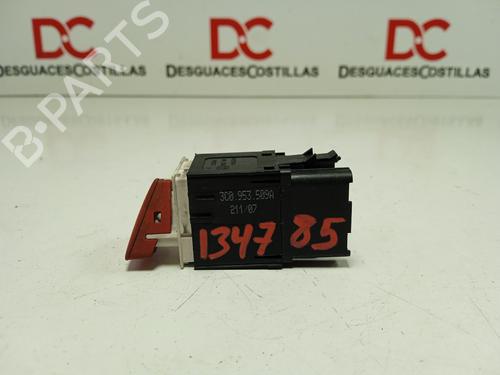 DC DC DC
DESGUACESCOSTILLAS DESGUACESCOSTILLAS DESGUACESCOSTILLAS
B-PARTS
3C0.953.509A
211/07
1347 85